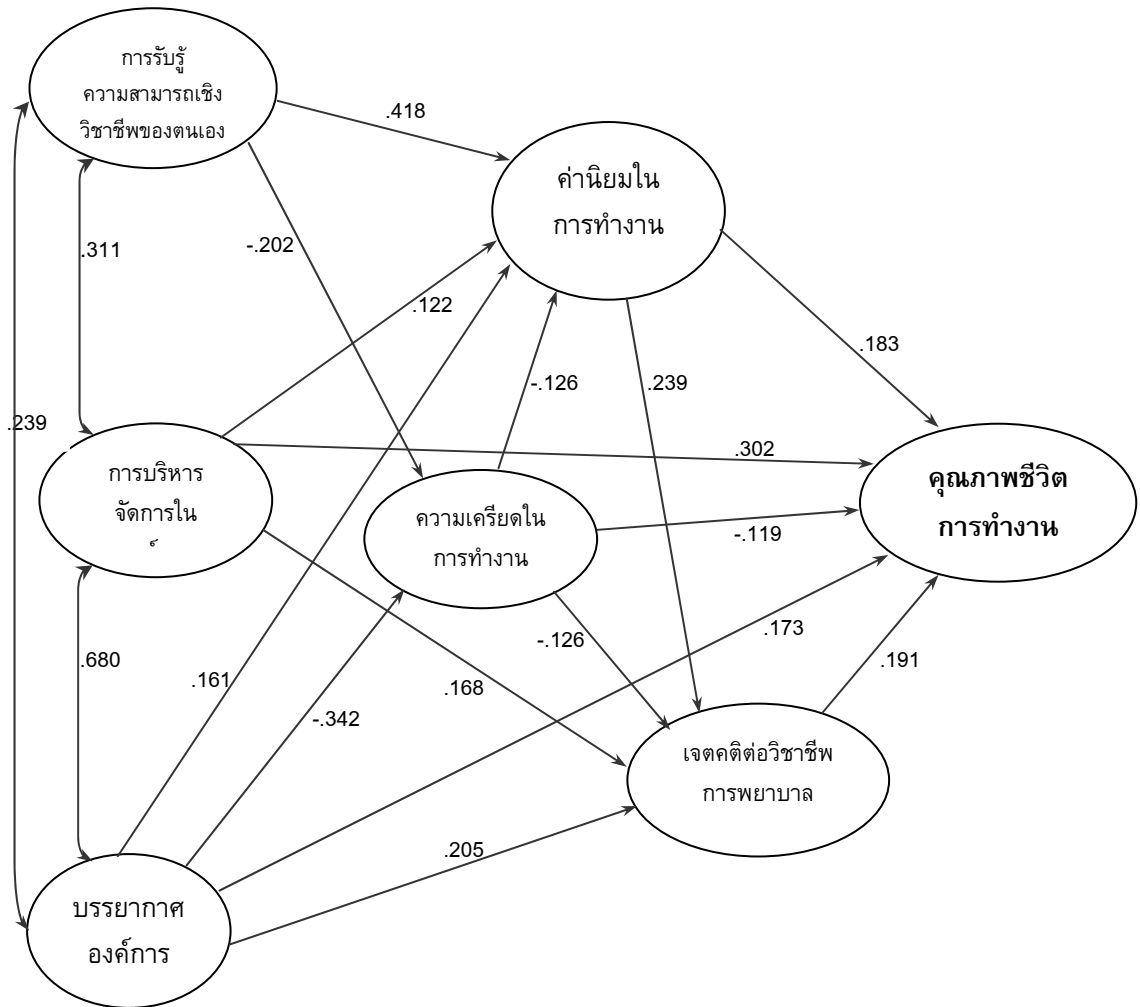 การรับรู้
ความสามารถเชิง
วิชาชีพของตนเอง
.418
ค่านิยมใน
การทำงาน
-.202
.311
.122
.183
-.126
.239
.239
.302
การบริหาร
จัดการใน
ความเครียดใน
การทำงาน
คุณภาพชีวิต
การทำงาน
-.119
-.126
.173
.680
.161
.168
.191
-.342
เจตคติต่อวิชาชีพ
การพยาบาล
.205
บรรยากาศ
องค์การ